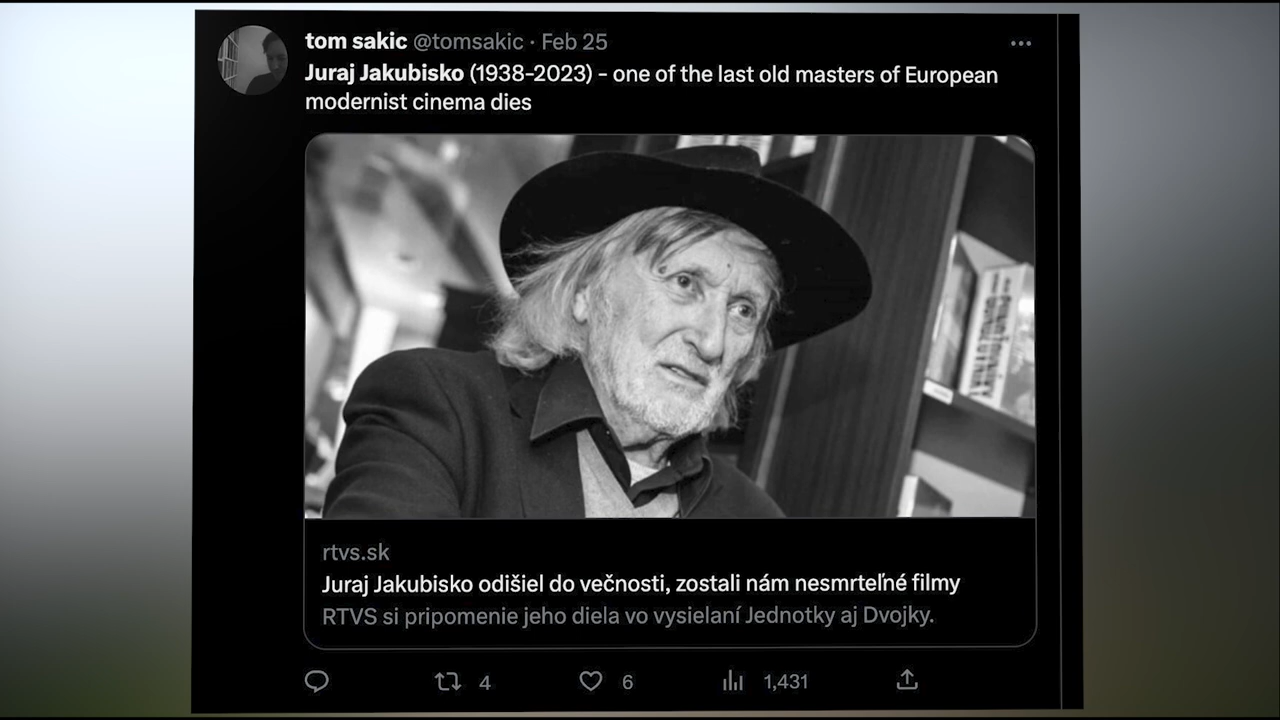 tom sakic @tomsakic · Feb 25
Juraj Jakubisko (1938-2023) - one of the last old masters of European
modernist cinema dies
rtvs.sk
Juraj Jakubisko odišiel do večnosti, zostali nám nesmrteľné filmy
RTVS si pripomenie jeho diela vo vysielaní Jednotky aj Dvojky.
4 6 1,431